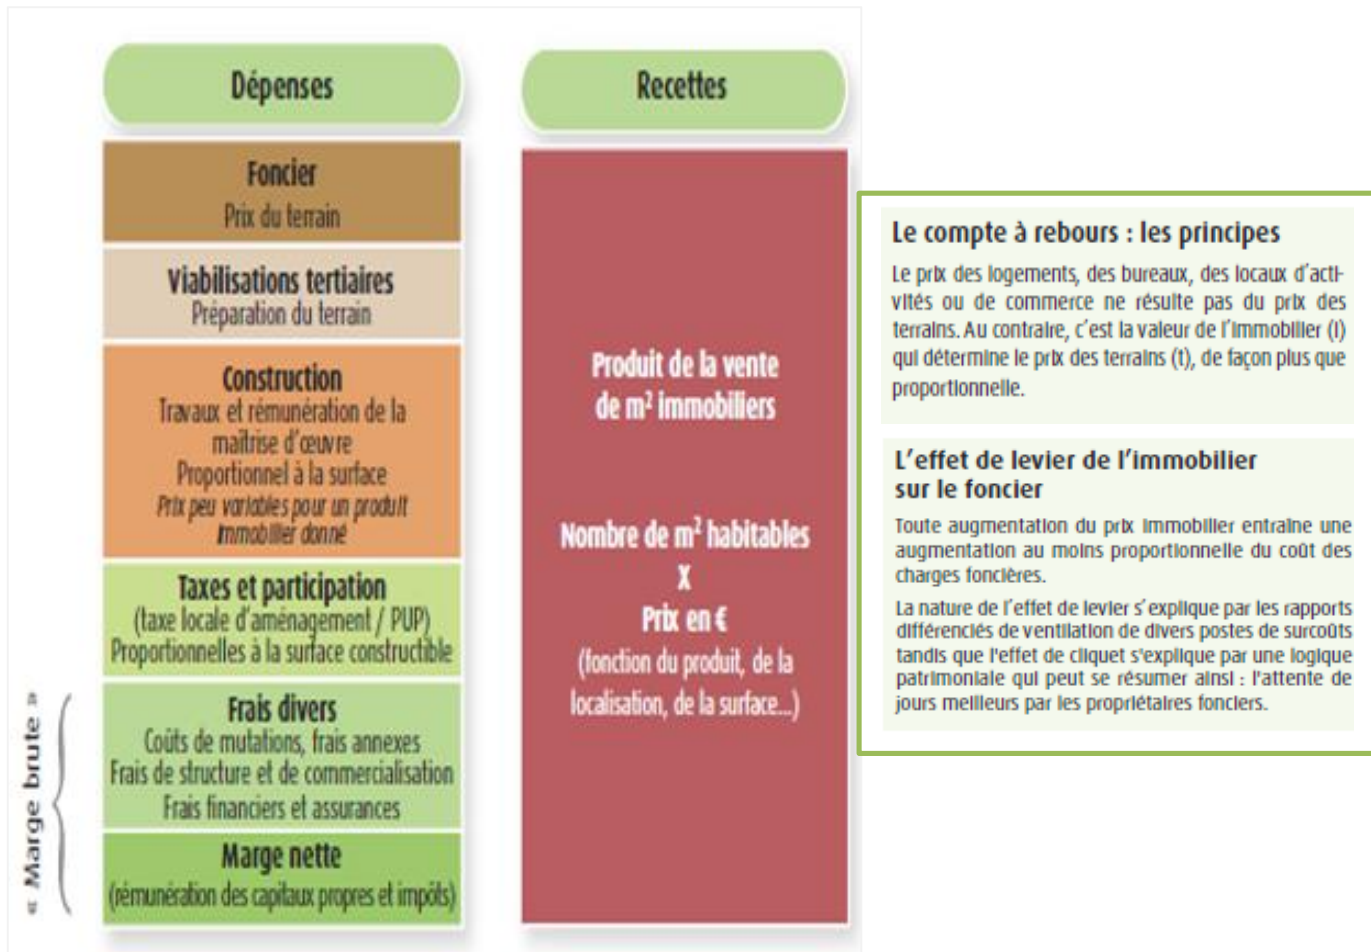 Dépenses
Foncier
Prix du terrain
Viabilisations tertiaires
Préparation du terrain
Construction
Travaux et rémunération de la
maîtrise d'œuvre
Proportionnel à la surface
Prix peu variables pour un produit
immobilier donné
Taxes et participation
(taxe locale d'aménagement / PUP)
Proportionnelles à la surface constructible
« Marge brute »
Frais divers
Coûts de mutations, frais annexes
Frais de structure et de commercialisation
Frais financiers et assurances
Marge nette
(rémunération des capitaux propres et impôts)
Recettes
Produit de la vente
de m² immobiliers
Nombre de m² habitables
X
Prix en €
(fonction du produit, de la
localisation, de la surface...)
Le compte à rebours : les principes
Le prix des logements, des bureaux, des locaux d'acti-
vités ou de commerce ne résulte pas du prix des
terrains. Au contraire, c'est la valeur de l'immobilier (I)
qui détermine le prix des terrains (t), de façon plus que
proportionnelle.
L'effet de levier de l'immobilier
sur le foncier
Toute augmentation du prix immobilier entraîne une
augmentation au moins proportionnelle du coût des
charges foncières.
La nature de l'effet de levier s'explique par les rapports
différenciés de ventilation de divers postes de surcoûts
tandis que l'effet de cliquet s'explique par une logique
patrimoniale qui peut se résumer ainsi : l'attente de
jours meilleurs par les propriétaires fonciers.